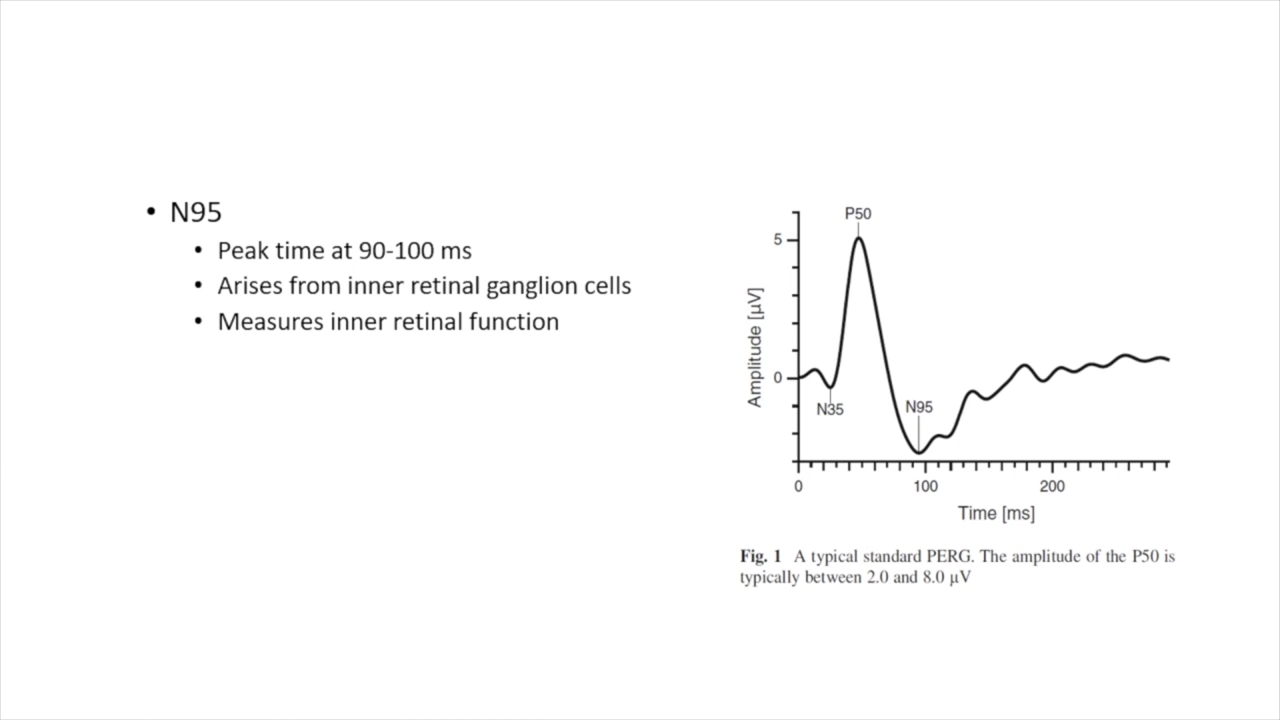 • N95
• Peak time at 90-100 ms
• Arises from inner retinal ganglion cells
• Measures inner retinal function
P50
5
Amplitude [µV]
0
N35
N95
0 100 200
Time [ms]
Fig. 1 A typical standard PERG. The amplitude of the P50 is
typically between 2.0 and 8.0 µV